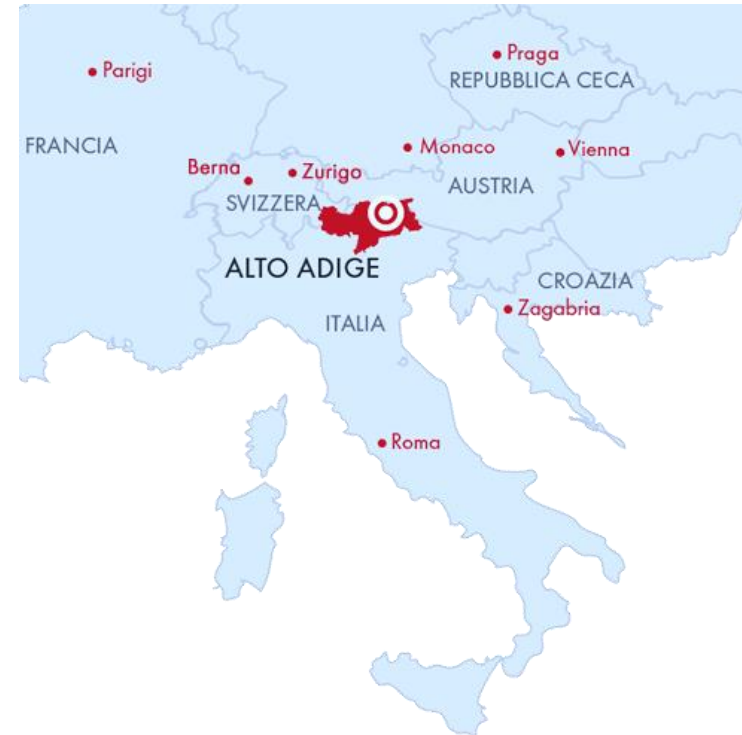 Praga
Parigi
REPUBBLICA CECA
FRANCIA
Monaco
Vienna
Berna
Zurigo
AUSTRIA
SVIZZERA
ALTO ADIGE
CROAZIA
Zagabria
ITALIA
Roma